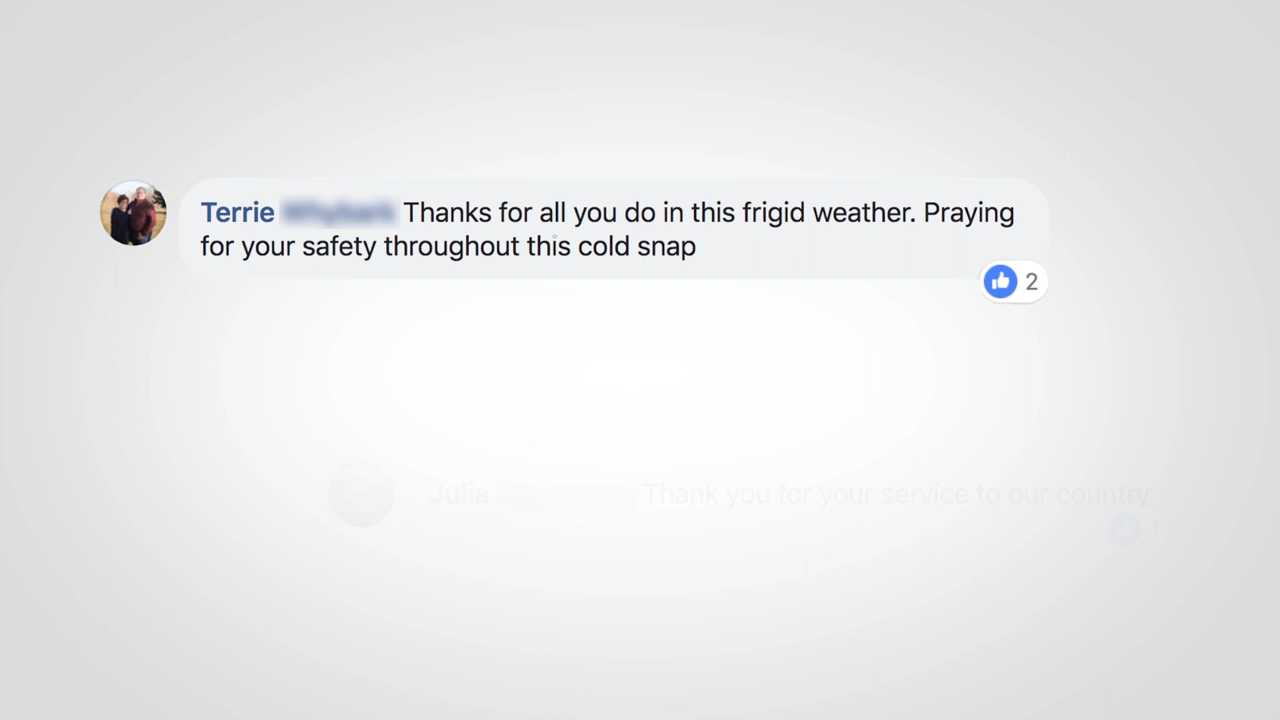 Terrie Thanks for all you do in this frigid weather. Praying
for your safety throughout this cold snap
2
Julia Thank you for your service to our country
1